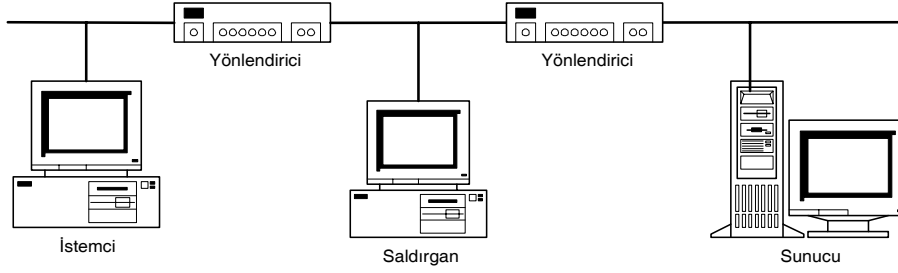 Yönlendirici
Yönlendirici
İstemci
Saldırgan
Sunucu